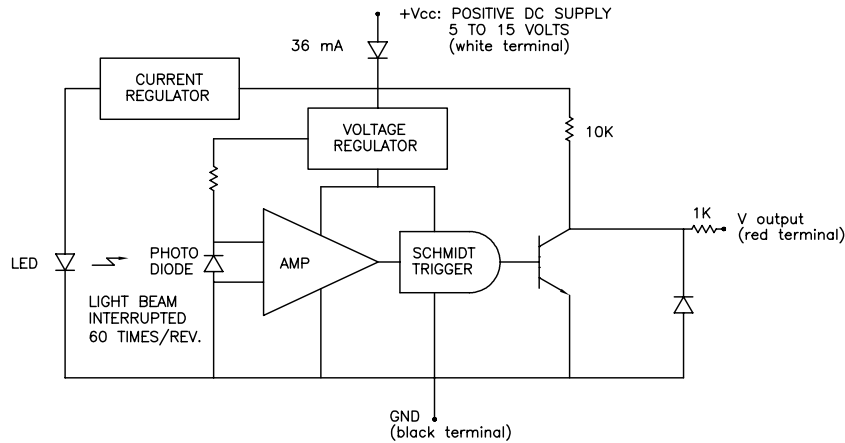 +Vcc: POSITIVE DC SUPPLY
5 TO 15 VOLTS
(white terminal)
36 mA
CURRENT
REGULATOR
VOLTAGE
REGULATOR
10K
1K
V output
(red terminal)
LED
PHOTO
DIODE
AMP
SCHMIDT
TRIGGER
LIGHT BEAM
INTERRUPTED
60 TIMES/REV.
GND
(black terminal)